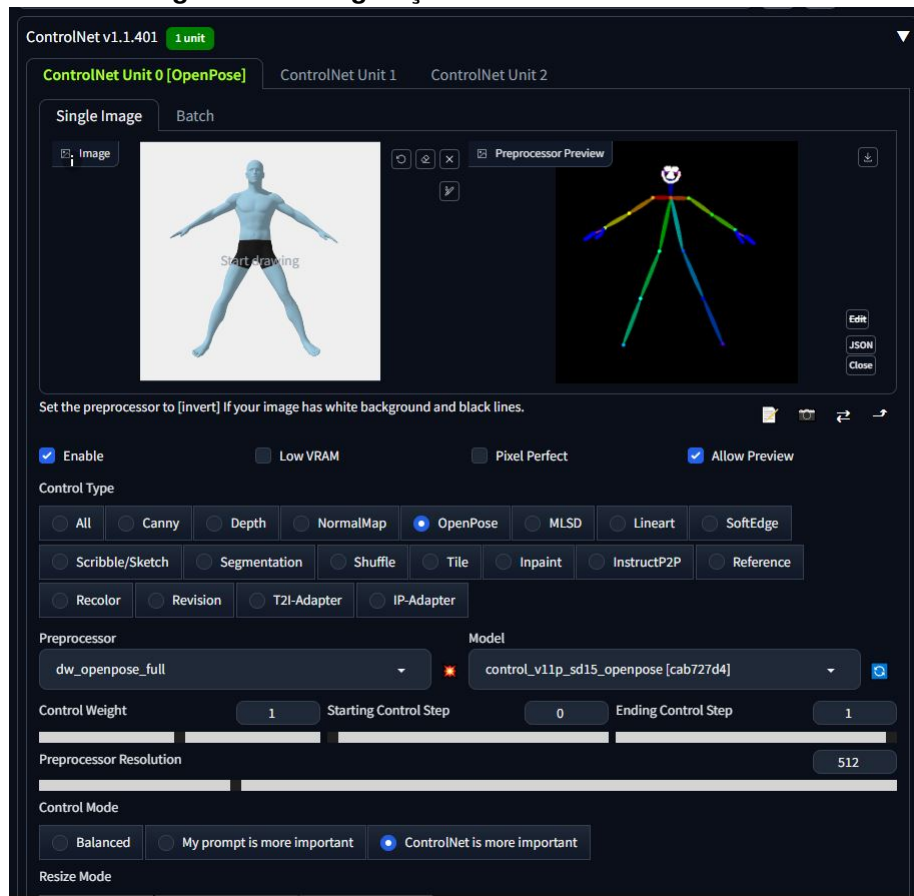 ControlNet v1.1.401 1 unit
ControlNet Unit 0 [OpenPose] ControlNet Unit 1 ControlNet Unit 2
Single Image Batch
Image Preprocessor Preview
Start drawing
Edit
JSON
Close
Set the preprocessor to [invert] If your image has white background and black lines.
Enable Low VRAM Pixel Perfect Allow Preview
Control Type
All Canny Depth NormalMap OpenPose MLSD Lineart SoftEdge
Scribble/Sketch Segmentation Shuffle Tile Inpaint InstructP2P Reference
Recolor Revision T2I-Adapter IP-Adapter
Preprocessor Model
dw_openpose_full control_v11p_sd15_openpose [cab727d4]
Control Weight 1 Starting Control Step 0 Ending Control Step 1
Preprocessor Resolution 512
Control Mode
Balanced My prompt is more important ControlNet is more important
Resize Mode